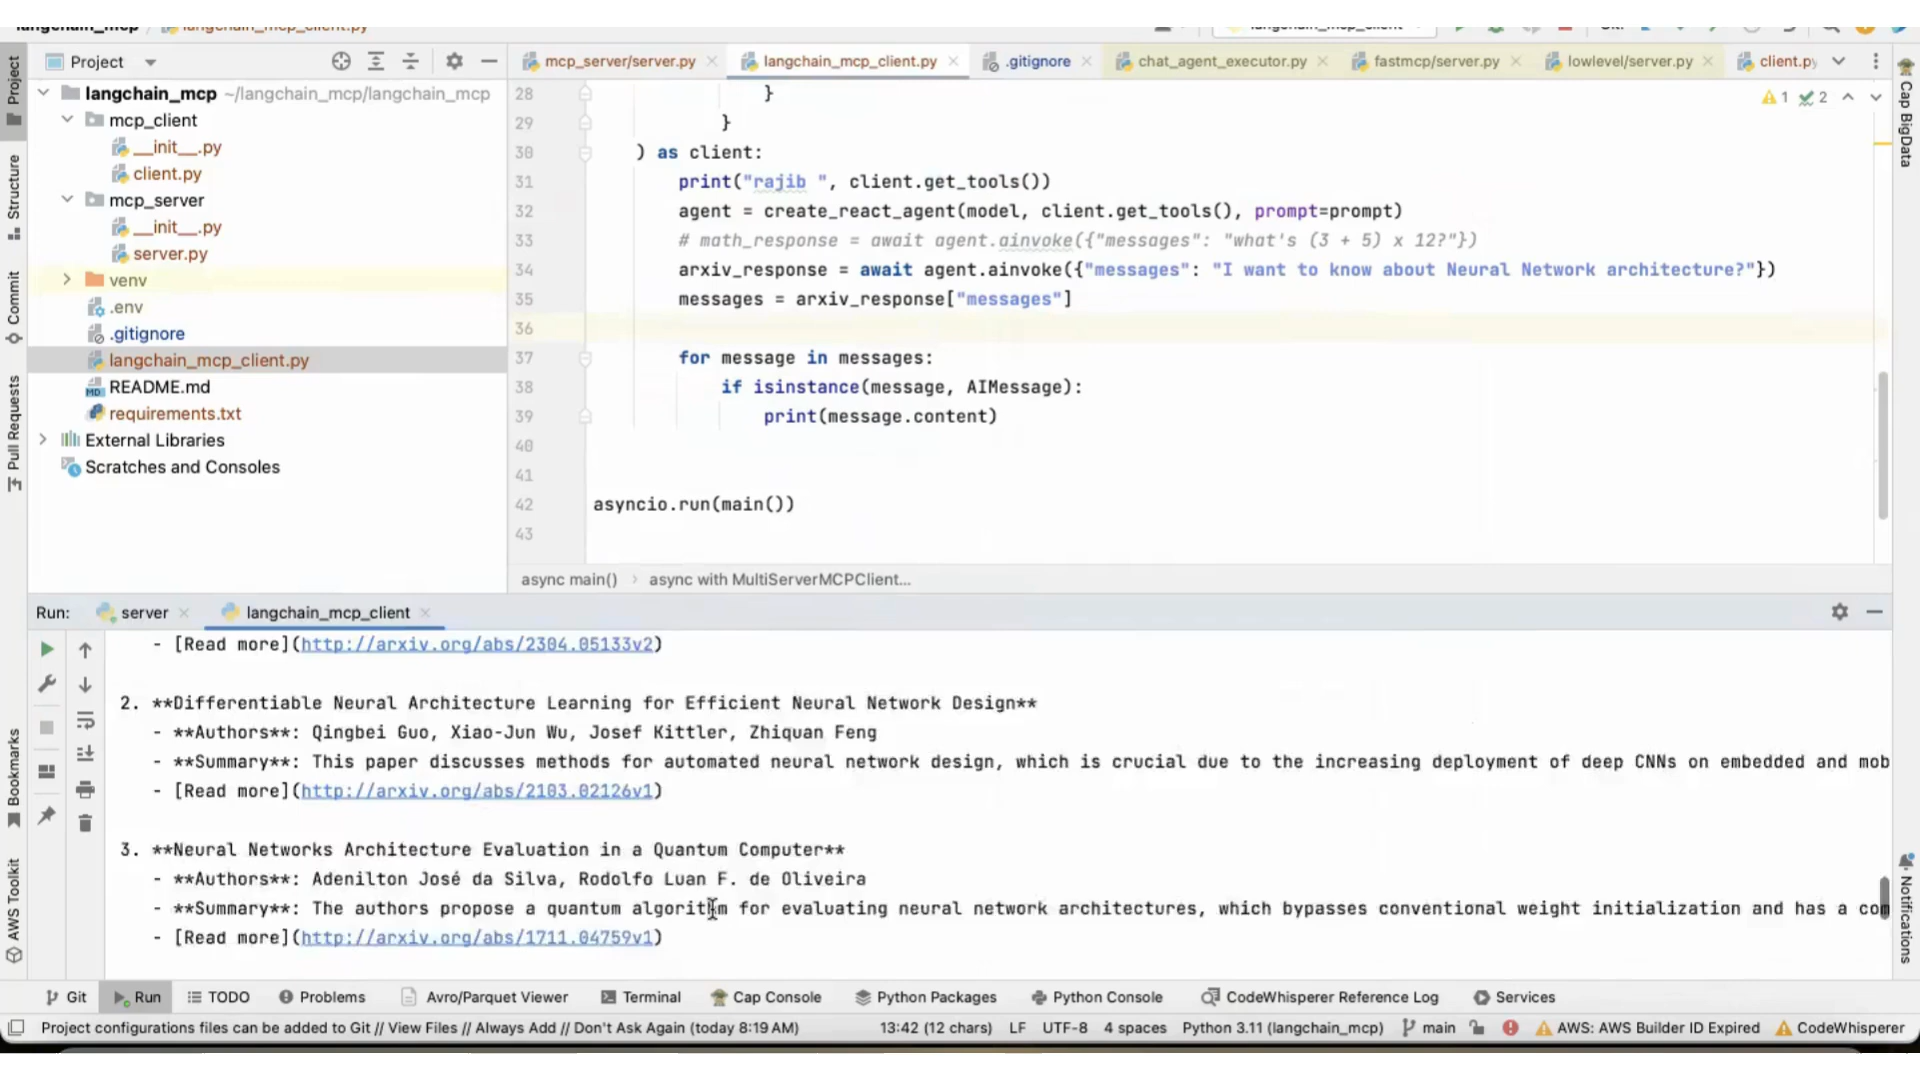 Project
langchain_mcp ~/langchain_mcp/langchain_mcp
mcp_client
__init__.py
client.py
mcp_server
__init__.py
server.py
venv
.env
.gitignore
langchain_mcp_client.py
README.md
requirements.txt
External Libraries
Scratches and Consoles
Project
Structure
Commit
Pull Requests
Bookmarks
AWS Toolkit
mcp_server/server.py
langchain_mcp_client.py
.gitignore
chat_agent_executor.py
fastmcp/server.py
lowlevel/server.py
client.py
1 2
Cap BigData
Notifications
28 }
29 }
30 ) as client:
31 print("rajib ", client.get_tools())
32 agent = create_react_agent(model, client.get_tools(), prompt=prompt)
33 # math_response = await agent.ainvoke({"messages": "what's (3 + 5) x 12?"})
34 arxiv_response = await agent.ainvoke({"messages": "I want to know about Neural Network architecture?"})
35 messages = arxiv_response["messages"]
36
37 for message in messages:
38 if isinstance(message, AIMessage):
39 print(message.content)
40
41
42 asyncio.run(main())
43
async main() › async with MultiServerMCPClient...
Run: server langchain_mcp_client
- [Read more](http://arxiv.org/abs/2304.05133v2)
2. **Differentiable Neural Architecture Learning for Efficient Neural Network Design**
- **Authors**: Qingbei Guo, Xiao-Jun Wu, Josef Kittler, Zhiquan Feng
- **Summary**: This paper discusses methods for automated neural network design, which is crucial due to the increasing deployment of deep CNNs on embedded and mob
- [Read more](http://arxiv.org/abs/2103.02126v1)
3. **Neural Networks Architecture Evaluation in a Quantum Computer**
- **Authors**: Adenilton José da Silva, Rodolfo Luan F. de Oliveira
- **Summary**: The authors propose a quantum algorithm for evaluating neural network architectures, which bypasses conventional weight initialization and has a com
- [Read more](http://arxiv.org/abs/1711.04759v1)
Git Run TODO Problems Avro/Parquet Viewer Terminal Cap Console Python Packages Python Console CodeWhisperer Reference Log Services
Project configurations files can be added to Git // View Files // Always Add // Don't Ask Again (today 8:19 AM) 13:42 (12 chars) LF UTF-8 4 spaces Python 3.11 (langchain_mcp) main AWS: AWS Builder ID Expired CodeWhisperer